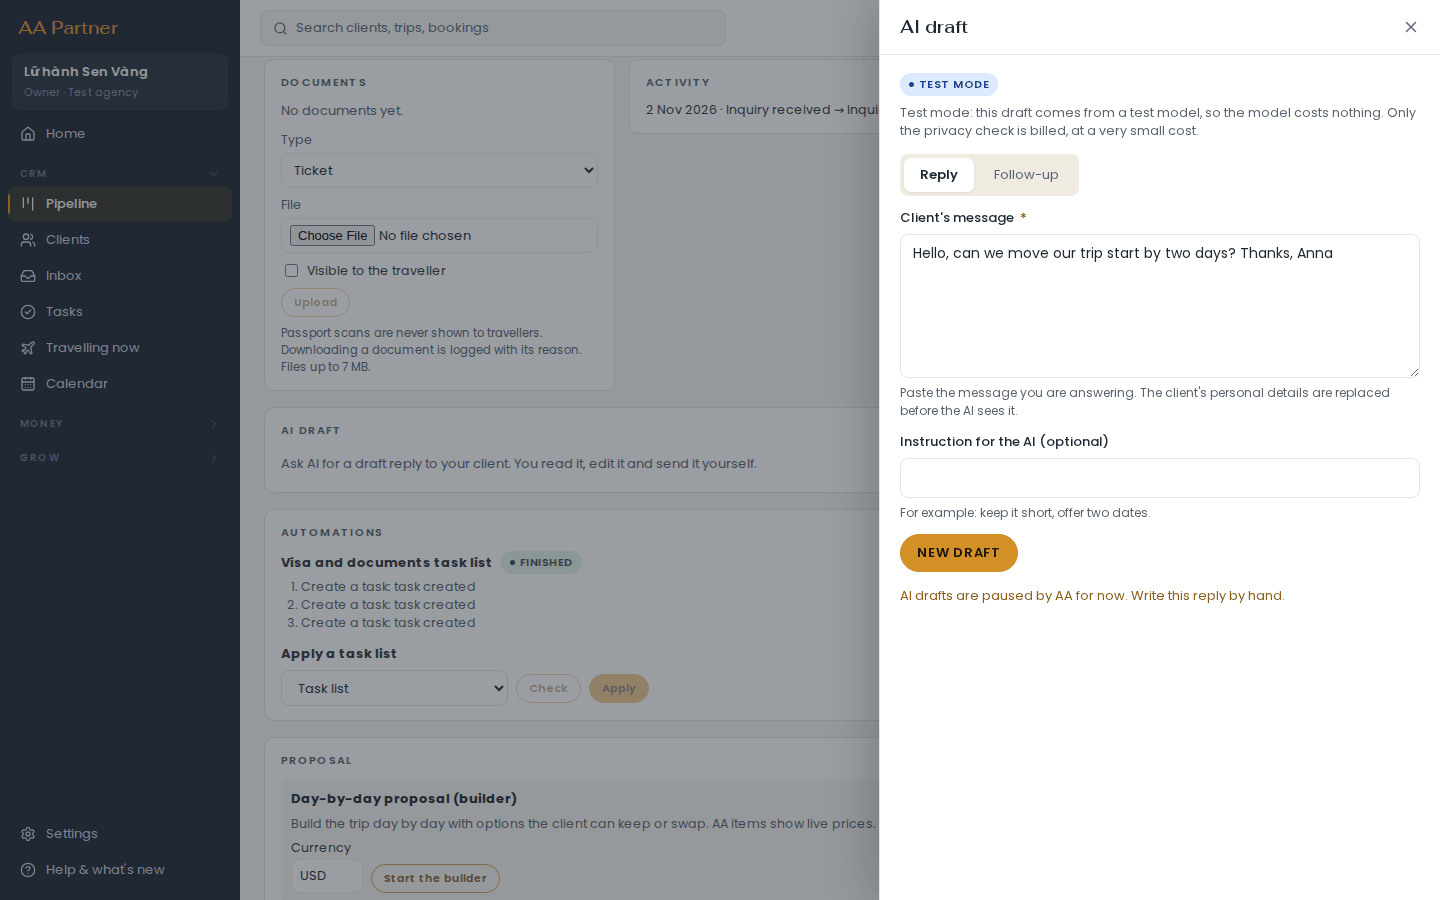 AA Partner
Lữ hành Sen Vàng
Owner · Test agency
Home
CRM
Pipeline
Clients
Inbox
Tasks
Travelling now
Calendar
MONEY
GROW
Settings
Help & what's new
Search clients, trips, bookings
DOCUMENTS
No documents yet.
Type
Ticket
File
Choose File No file chosen
Visible to the traveller
Upload
Passport scans are never shown to travellers.
Downloading a document is logged with its reason.
Files up to 7 MB.
ACTIVITY
2 Nov 2026 · Inquiry received → Inqui
AI DRAFT
Ask AI for a draft reply to your client. You read it, edit it and send it yourself.
AUTOMATIONS
Visa and documents task list FINISHED
1. Create a task: task created
2. Create a task: task created
3. Create a task: task created
Apply a task list
Task list Check Apply
PROPOSAL
Day-by-day proposal (builder)
Build the trip day by day with options the client can keep or swap. AA items show live prices.
Currency
USD Start the builder
AI draft
TEST MODE
Test mode: this draft comes from a test model, so the model costs nothing. Only
the privacy check is billed, at a very small cost.
Reply Follow-up
Client's message *
Hello, can we move our trip start by two days? Thanks, Anna
Paste the message you are answering. The client's personal details are replaced
before the AI sees it.
Instruction for the AI (optional)
For example: keep it short, offer two dates.
NEW DRAFT
AI drafts are paused by AA for now. Write this reply by hand.